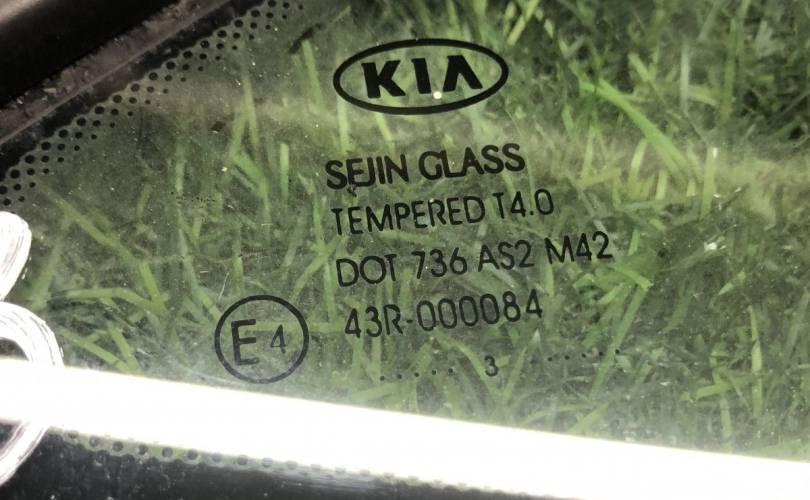 KIA
SEJIN GLASS
TEMPERED T4.0
DOT 736 AS2 M42
43R-000084
E4
..... 3 .......